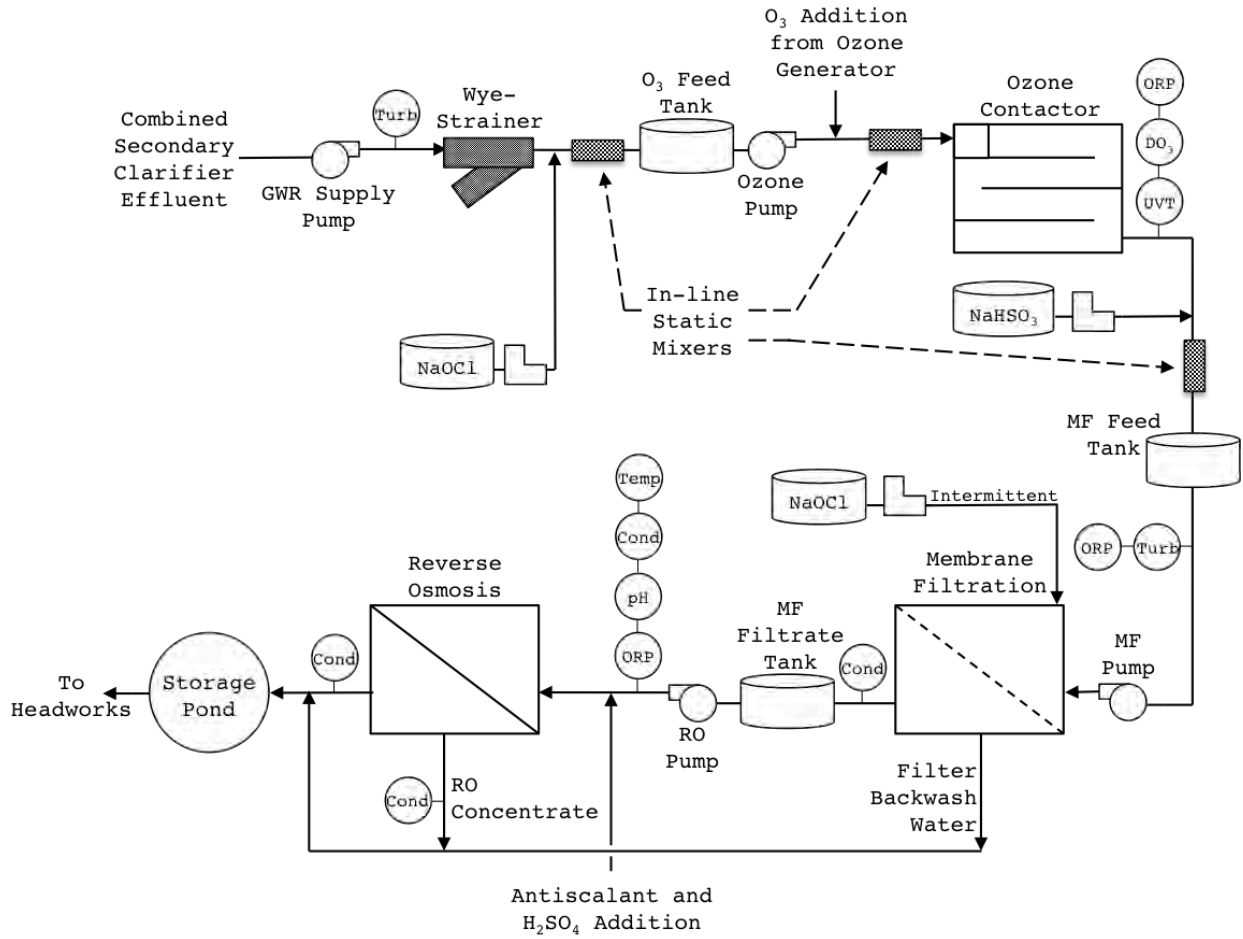 O₃ Addition
from Ozone
Generator
Combined
Secondary
Clarifier
Effluent
GWR Supply
Pump
Turb
Wye-
Strainer
O₃ Feed
Tank
Ozone
Pump
Ozone
Contactor
ORP
DO₃
UVT
In-line
Static
Mixers
NaOCl
NaHSO₃
MF Feed
Tank
ORP
Turb
NaOCl
Intermittent
Membrane
Filtration
MF
Pump
Filter
Backwash
Water
MF
Filtrate
Tank
Cond
RO
Pump
Temp
Cond
pH
ORP
Reverse
Osmosis
Cond
Storage
Pond
To
Headworks
Cond
RO
Concentrate
Antiscalant and
H₂SO₄ Addition